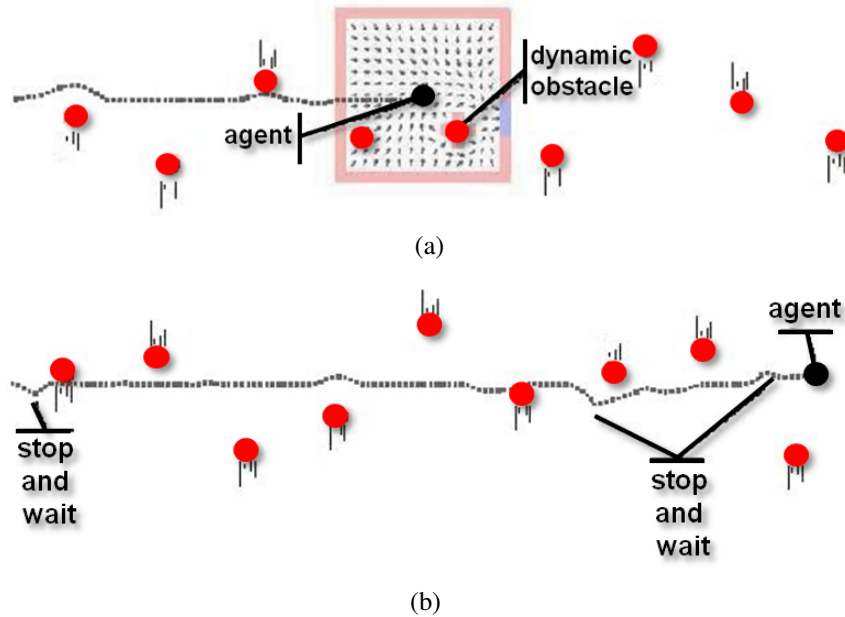 dynamic
obstacle
agent
(a)
agent
stop
and
wait
stop
and
wait
(b)